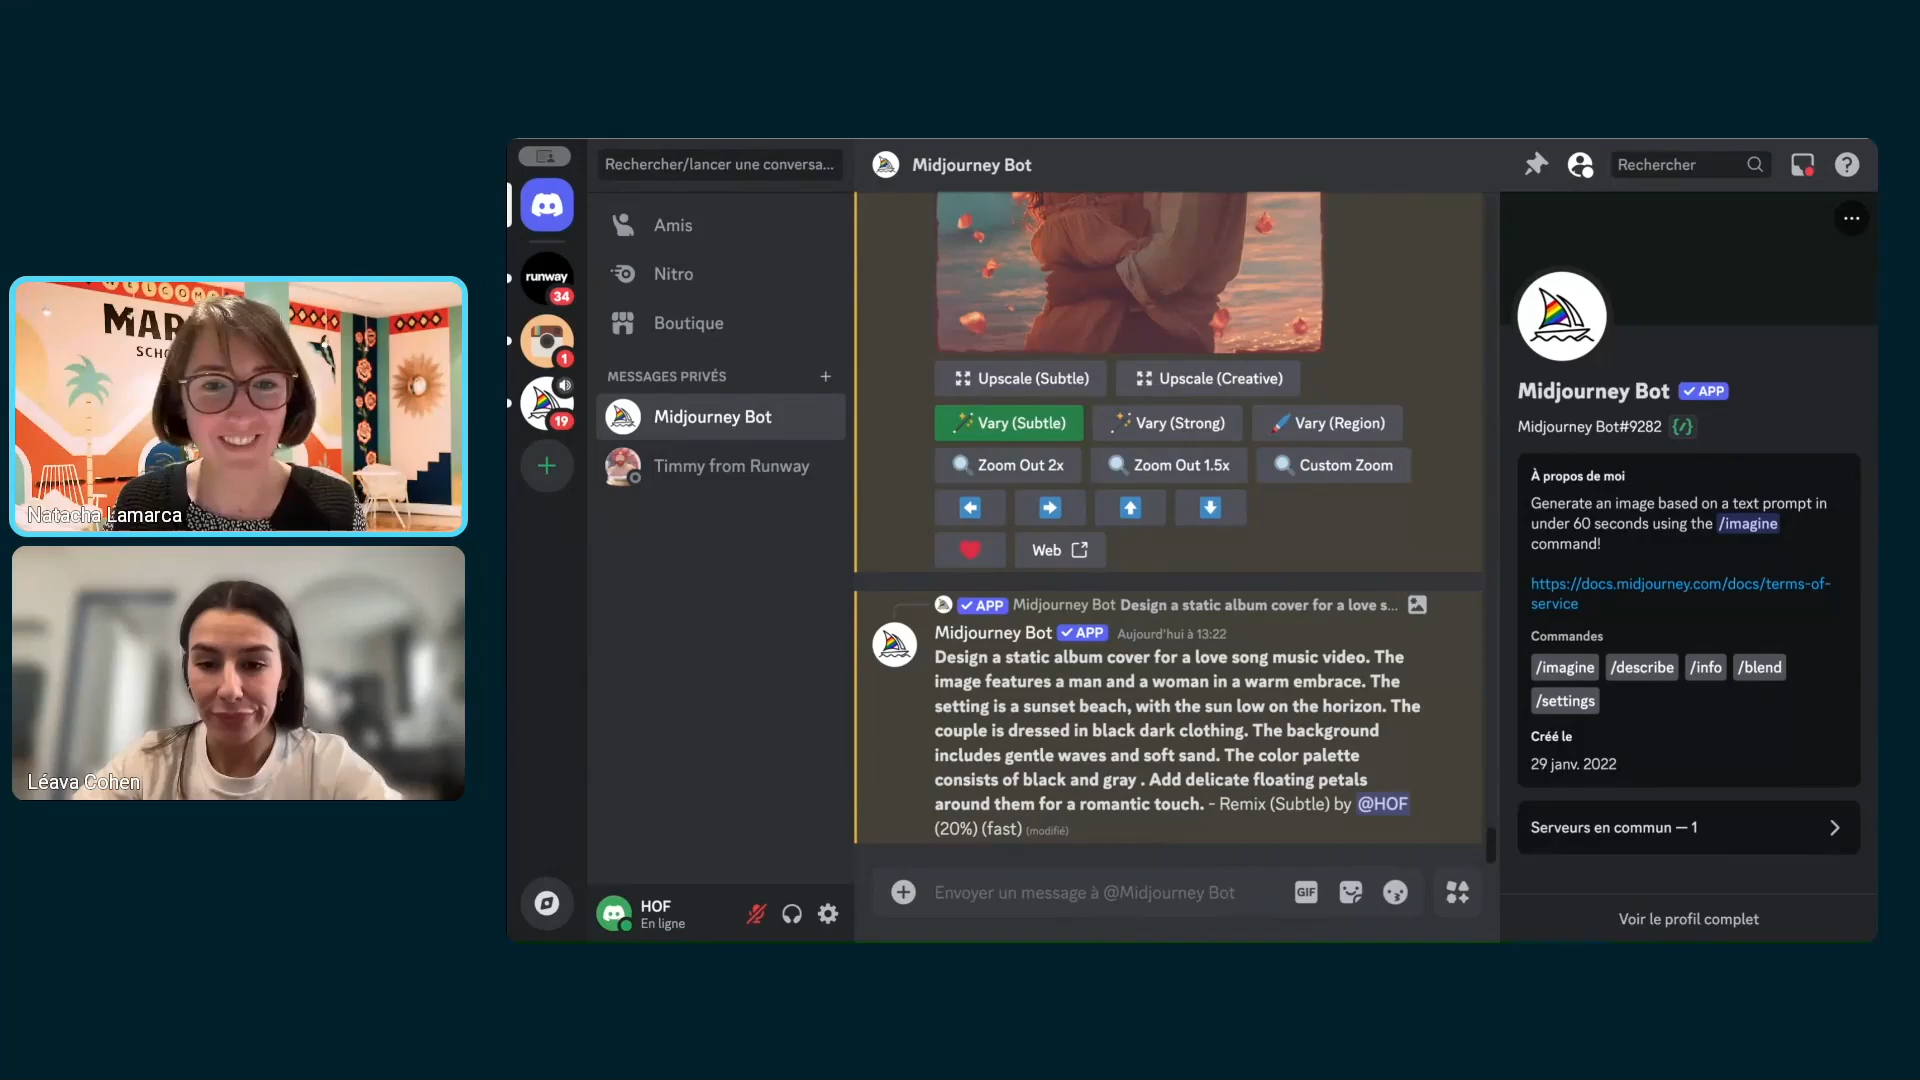 WELCOME
MAR
SCHO
Natacha Lamarca
Léava Cohen
Rechercher/lancer une conversa...
Amis
Nitro
Boutique
MESSAGES PRIVÉS
Midjourney Bot
Timmy from Runway
runway
34
1
19
HOF
En ligne
Midjourney Bot
Rechercher
Upscale (Subtle)
Upscale (Creative)
Vary (Subtle)
Vary (Strong)
Vary (Region)
Zoom Out 2x
Zoom Out 1.5x
Custom Zoom
Web
APP Midjourney Bot Design a static album cover for a love s...
Midjourney Bot APP Aujourd'hui à 13:22
Design a static album cover for a love song music video. The
image features a man and a woman in a warm embrace. The
setting is a sunset beach, with the sun low on the horizon. The
couple is dressed in black dark clothing. The background
includes gentle waves and soft sand. The color palette
consists of black and gray . Add delicate floating petals
around them for a romantic touch. - Remix (Subtle) by @HOF
(20%) (fast) (modifié)
Envoyer un message à @Midjourney Bot
GIF
Midjourney Bot APP
Midjourney Bot#9282 {/}
À propos de moi
Generate an image based on a text prompt in
under 60 seconds using the /imagine
command!
https://docs.midjourney.com/docs/terms-of-
service
Commandes
/imagine /describe /info /blend
/settings
Créé le
29 janv. 2022
Serveurs en commun — 1
Voir le profil complet